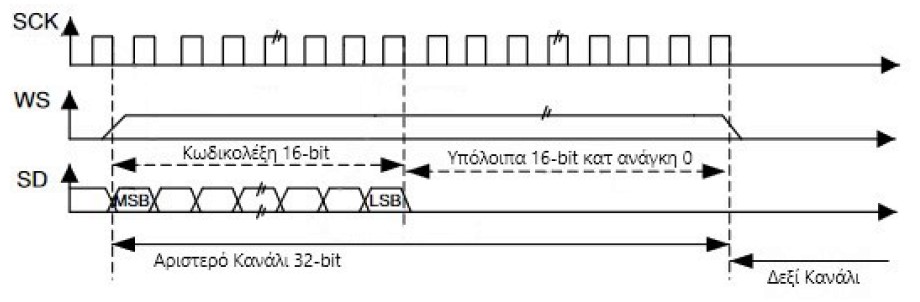 SCK
WS
Κωδικολέξη 16-bit
Υπόλοιπα 16-bit κατ ανάγκη 0
SD
MSB
LSB
Αριστερό Κανάλι 32-bit
Δεξί Κανάλι